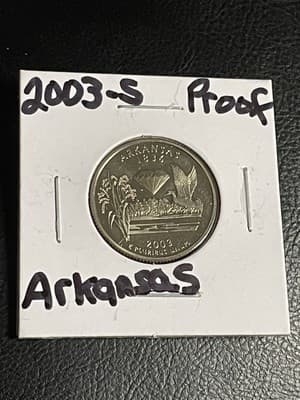 2003-S Proof
ARKANSAS
1836
2003
E PLURIBUS UNUM
Arkansas